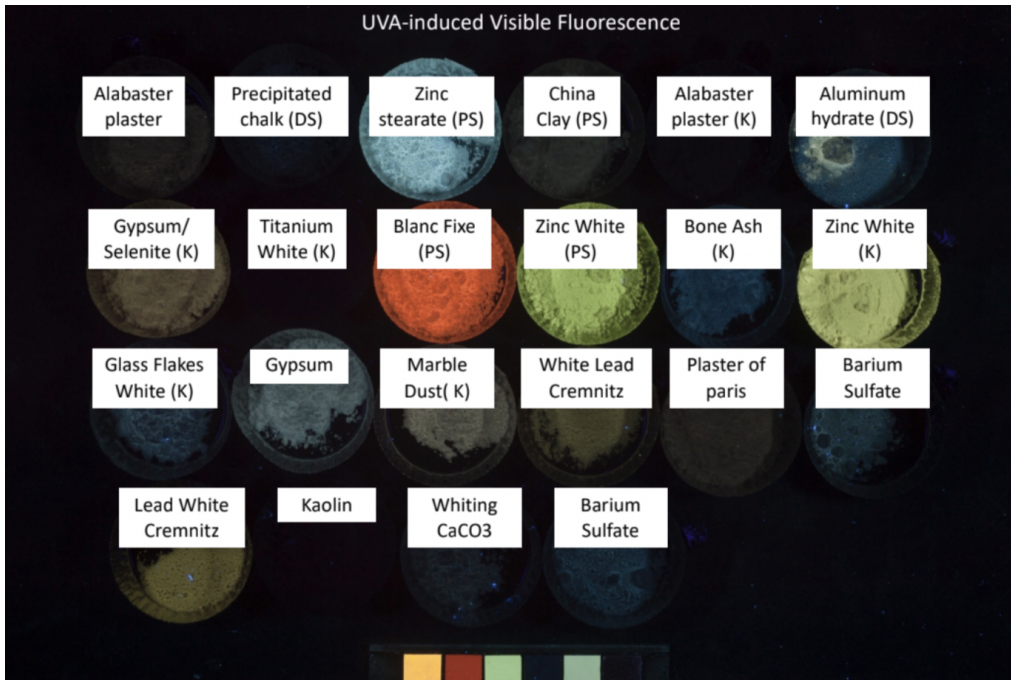 UVA-induced Visible Fluorescence
Alabaster
plaster
Precipitated
chalk (DS)
Zinc
stearate (PS)
China
Clay (PS)
Alabaster
plaster (K)
Aluminum
hydrate (DS)
Gypsum/
Selenite (K)
Titanium
White (K)
Blanc Fixe
(PS)
Zinc White
(PS)
Bone Ash
(K)
Zinc White
(K)
Glass Flakes
White (K)
Gypsum
Marble
Dust( K)
White Lead
Cremnitz
Plaster of
paris
Barium
Sulfate
Lead White
Cremnitz
Kaolin
Whiting
CaCO3
Barium
Sulfate